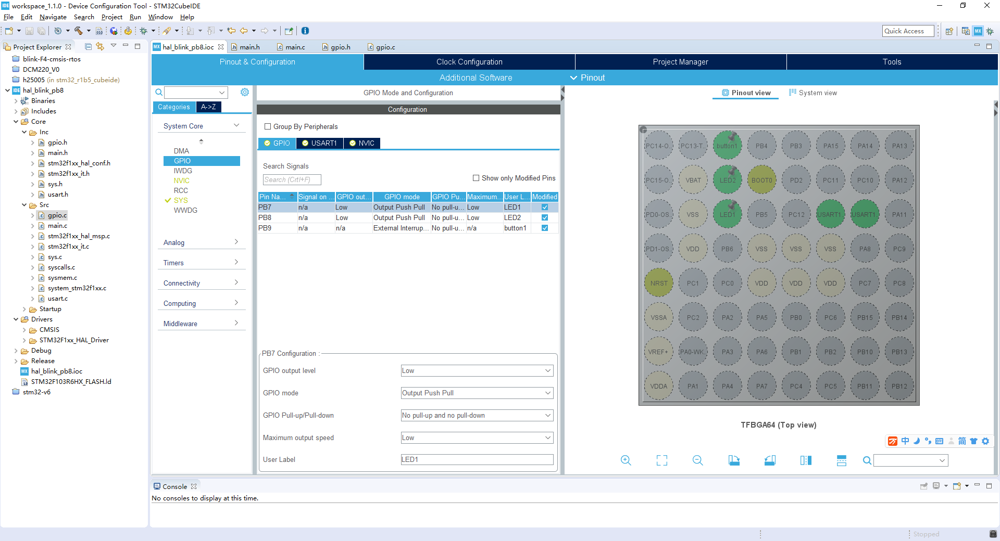 workspace_1.1.0 - Device Configuration Tool - STM32CubeIDE
File Edit Navigate Search Project Run Window Help
Quick Access
Project Explorer
blink-F4-cmsis-rtos
DCM220_V0
h25005 (in stm32_r1b5_cubeide)
hal_blink_pb8
Binaries
Includes
Core
Inc
gpio.h
main.h
stm32f1xx_hal_conf.h
stm32f1xx_it.h
sys.h
usart.h
Src
gpio.c
main.c
stm32f1xx_hal_msp.c
stm32f1xx_it.c
sys.c
syscalls.c
sysmem.c
system_stm32f1xx.c
usart.c
Startup
Drivers
CMSIS
STM32F1xx_HAL_Driver
Debug
Release
hal_blink_pb8.ioc
STM32F103R6HX_FLASH.ld
stm32-v6
hal_blink_pb8.ioc main.h main.c gpio.h gpio.c
Pinout & Configuration Clock Configuration Project Manager Tools
Additional Software Pinout
Categories A->Z
System Core
DMA
GPIO
IWDG
NVIC
RCC
SYS
WWDG
Analog
Timers
Connectivity
Computing
Middleware
GPIO Mode and Configuration
Configuration
Group By Peripherals
GPIO USART1 NVIC
Search Signals
Search (Crtl+F)
Show only Modified Pins
Pin Na... Signal on ... GPIO out... GPIO mode GPIO Pu... Maximum... User L... Modified
PB7 n/a Low Output Push Pull No pull-u... Low LED1
PB8 n/a Low Output Push Pull No pull-u... Low LED2
PB9 n/a n/a External Interrup... No pull-u... n/a button1
PB7 Configuration :
GPIO output level Low
GPIO mode Output Push Pull
GPIO Pull-up/Pull-down No pull-up and no pull-down
Maximum output speed Low
User Label LED1
Pinout view System view
PC14-O.. PC13-T.. button1 PB4 PB3 PA15 PA14 PA13
PC15-O.. VBAT LED2 BOOT0 PD2 PC11 PC10 PA12
PD0-OS.. VSS LED1 PB5 PC12 USART1.. USART1.. PA11
PD1-OS.. VDD PB6 VSS VSS VSS PA8 PC9
NRST PC1 PC0 VDD VDD VDD PC7 PC8
VSSA PC2 PA2 PA5 PB0 PC6 PB15 PB14
VREF+ PA0-WK.. PA3 PA6 PB1 PB2 PB10 PB13
VDDA PA1 PA4 PA7 PC4 PC5 PB11 PB12
TFBGA64 (Top view)
中 简
Console
No consoles to display at this time.
Stopped